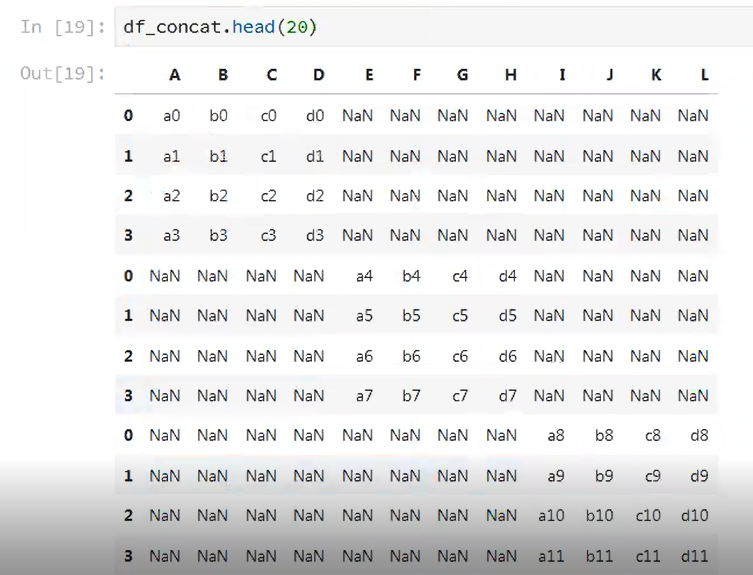 In [19]: df_concat.head(20)
Out[19]:
A B C D E F G H I J K L
0 a0 b0 c0 d0 NaN NaN NaN NaN NaN NaN NaN NaN
1 a1 b1 c1 d1 NaN NaN NaN NaN NaN NaN NaN NaN
2 a2 b2 c2 d2 NaN NaN NaN NaN NaN NaN NaN NaN
3 a3 b3 c3 d3 NaN NaN NaN NaN NaN NaN NaN NaN
0 NaN NaN NaN NaN a4 b4 c4 d4 NaN NaN NaN NaN
1 NaN NaN NaN NaN a5 b5 c5 d5 NaN NaN NaN NaN
2 NaN NaN NaN NaN a6 b6 c6 d6 NaN NaN NaN NaN
3 NaN NaN NaN NaN a7 b7 c7 d7 NaN NaN NaN NaN
0 NaN NaN NaN NaN NaN NaN NaN NaN a8 b8 c8 d8
1 NaN NaN NaN NaN NaN NaN NaN NaN a9 b9 c9 d9
2 NaN NaN NaN NaN NaN NaN NaN NaN a10 b10 c10 d10
3 NaN NaN NaN NaN NaN NaN NaN NaN a11 b11 c11 d11